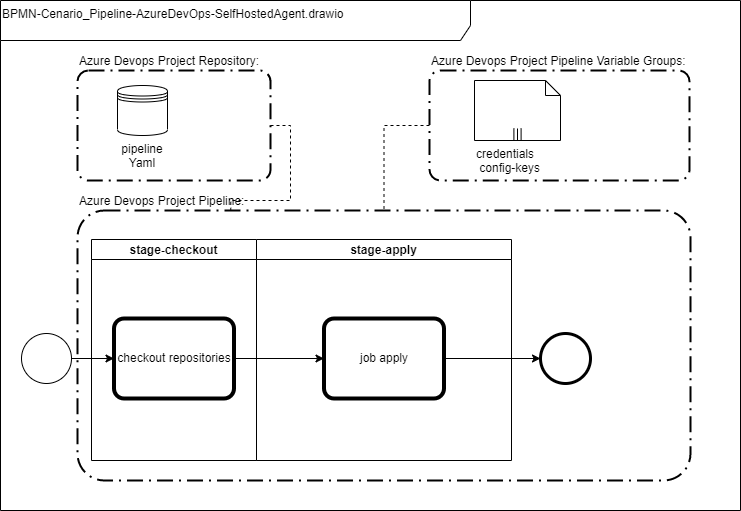 BPMN-Cenario_Pipeline-AzureDevOps-SelfHostedAgent.drawio
Azure Devops Project Repository:
Azure Devops Project Pipeline Variable Groups:
pipeline
Yaml
credentials
config-keys
Azure Devops Project Pipeline:
stage-checkout
stage-apply
checkout repositories
job apply